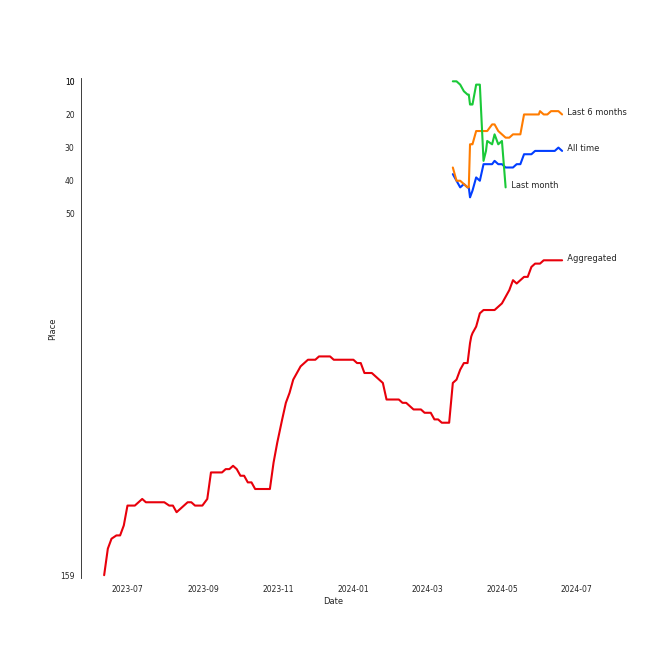 10
20
Last 6 months
30
All time
40
Last month
50
Aggregated
Place
159
2023-07
2023-09
2023-11
2024-01
2024-03
2024-05
2024-07
Date